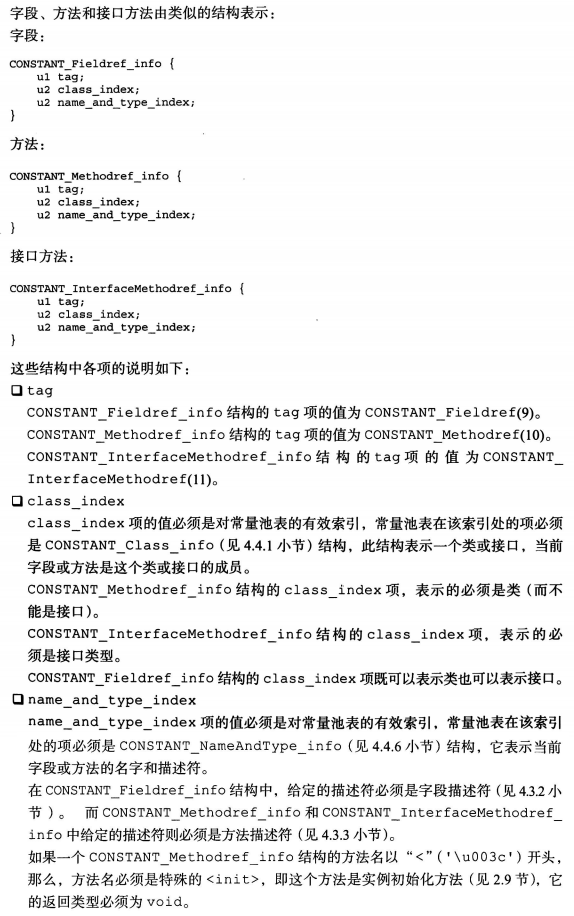 字段、方法和接口方法由类似的结构表示：
字段：
CONSTANT_Fieldref_info {
    u1 tag;
    u2 class_index;
    u2 name_and_type_index;
}
方法：
CONSTANT_Methodref_info {
    u1 tag;
    u2 class_index;
    u2 name_and_type_index;
}
接口方法：
CONSTANT_InterfaceMethodref_info {
    u1 tag;
    u2 class_index;
    u2 name_and_type_index;
}
这些结构中各项的说明如下：
❑ tag
CONSTANT_Fieldref_info 结构的 tag 项的值为 CONSTANT_Fieldref(9)。
CONSTANT_Methodref_info 结构的 tag 项的值为 CONSTANT_Methodref(10)。
CONSTANT_InterfaceMethodref_info 结构的 tag 项的值为 CONSTANT_
InterfaceMethodref(11)。
❑ class_index
class_index 项的值必须是对常量池表的有效索引，常量池表在该索引处的项必须
是 CONSTANT_Class_info（见 4.4.1 小节）结构，此结构表示一个类或接口，当前
字段或方法是这个类或接口的成员。
CONSTANT_Methodref_info 结构的 class_index 项，表示的必须是类（而不
能是接口）。
CONSTANT_InterfaceMethodref_info 结构的 class_index 项，表示的必
须是接口类型。
CONSTANT_Fieldref_info 结构的 class_index 项既可以表示类也可以表示接口。
❑ name_and_type_index
name_and_type_index 项的值必须是对常量池表的有效索引，常量池表在该索引
处的项必须是 CONSTANT_NameAndType_info（见 4.4.6 小节）结构，它表示当前
字段或方法的名字和描述符。
在 CONSTANT_Fieldref_info 结构中，给定的描述符必须是字段描述符（见 4.3.2 小
节）。 而 CONSTANT_Methodref_info 和 CONSTANT_InterfaceMethodref_
info 中给定的描述符则必须是方法描述符（见 4.3.3 小节）。
如果一个 CONSTANT_Methodref_info 结构的方法名以“<”('\u003c') 开头，
那么，方法名必须是特殊的 <init>，即这个方法是实例初始化方法（见 2.9 节），它
的返回类型必须为 void。